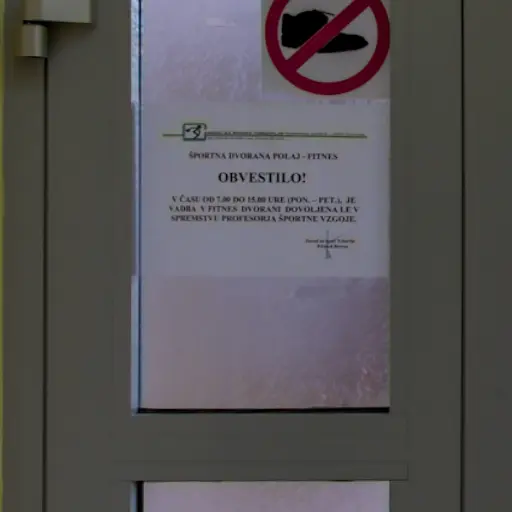 ŠPORTNA DVORANA POLAJ - FITNES
OBVESTILO!
V ČASU OD 7.00 DO 15.00 URE (PON. – PET.), JE
VADBA V FITNES DVORANI DOVOLJENA LE V
SPREMSTVU PROFESORJA ŠPORTNE VZGOJE.